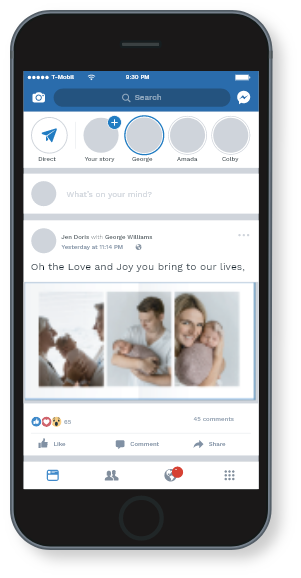 T-Mobil 9:30 PM
Search
Direct Your story George Amada Colby
What's on your mind?
Jen Doris with George Williams
Yesterday at 11:14 PM
Oh the Love and Joy you bring to our lives,
65 45 comments
Like Comment Share